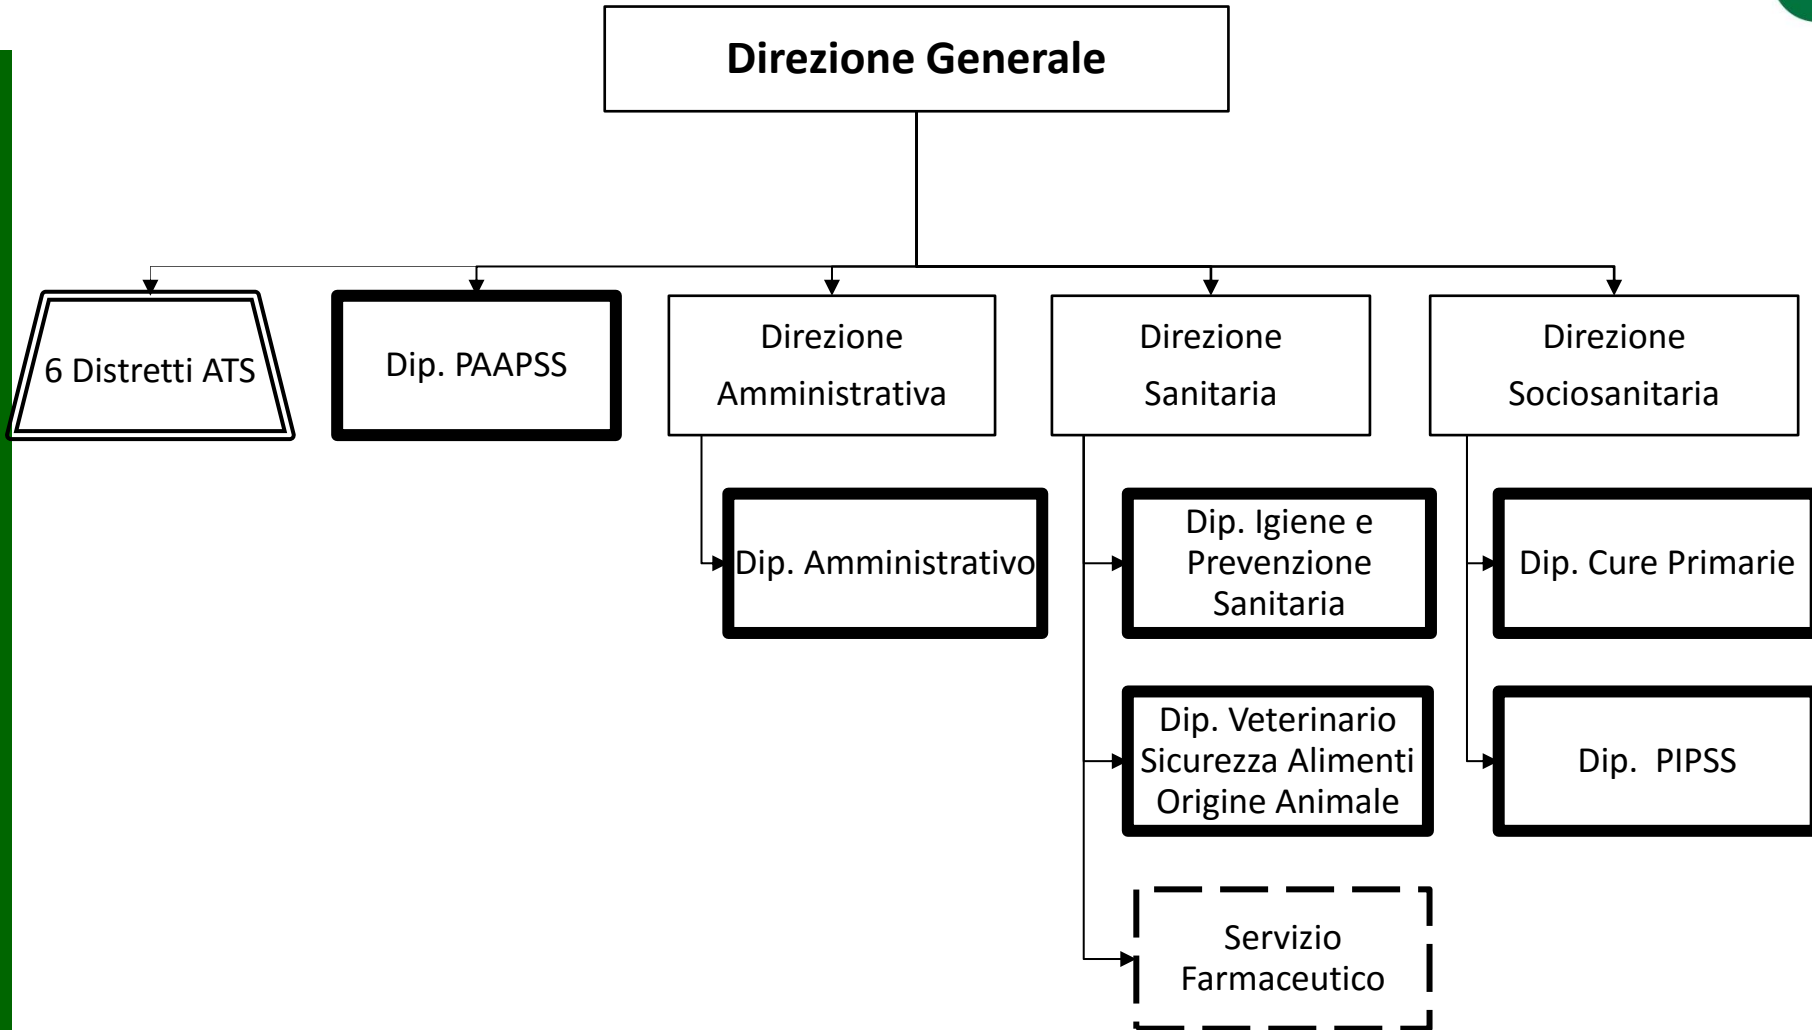 Direzione Generale
6 Distretti ATS
Dip. PAAPSS
Direzione
Amministrativa
Direzione
Sanitaria
Direzione
Sociosanitaria
Dip. Amministrativo
Dip. Igiene e
Prevenzione
Sanitaria
Dip. Cure Primarie
Dip. Veterinario
Sicurezza Alimenti
Origine Animale
Dip. PIPSS
Servizio
Farmaceutico